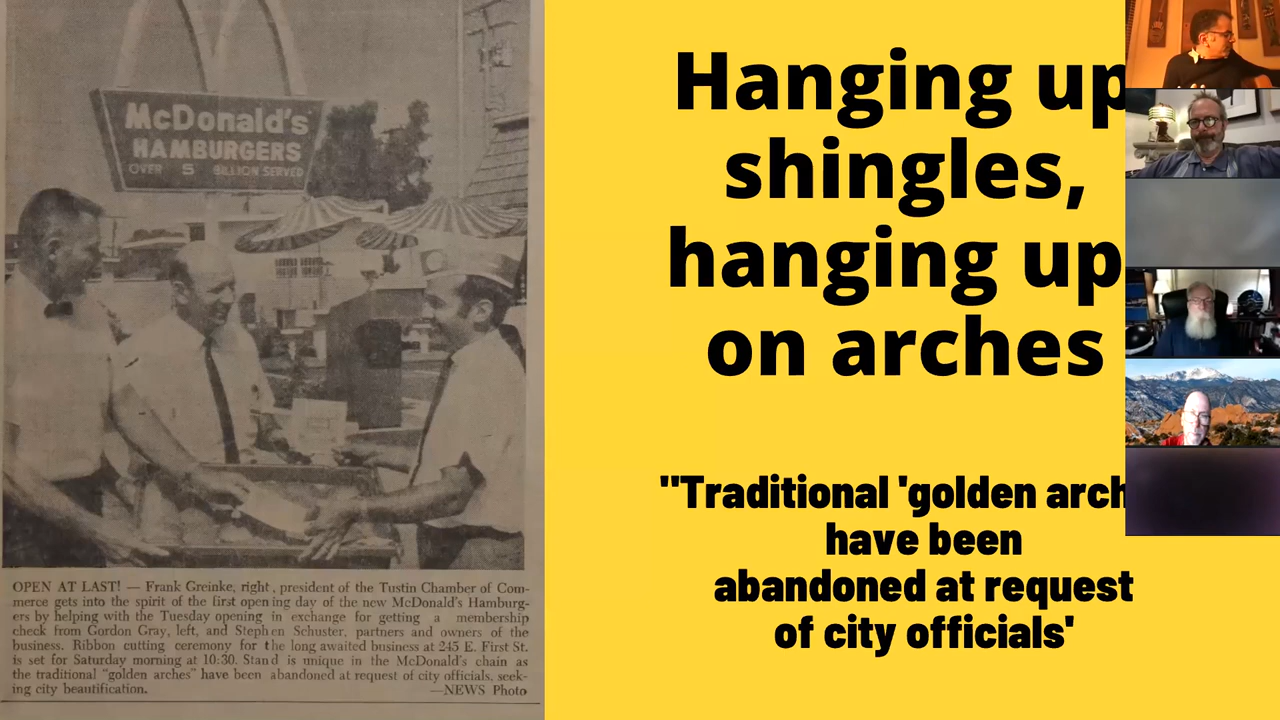 McDonald's
HAMBURGERS
OVER 5 BILLION SERVED
OPEN AT LAST! — Frank Greinke, right, president of the Tustin Chamber of Com-
merce gets into the spirit of the first opening day of the new McDonald's Hamburg-
ers by helping with the Tuesday opening in exchange for getting a membership
check from Gordon Gray, left, and Stephen Schuster, partners and owners of the
business. Ribbon cutting ceremony for the long awaited business at 245 E. First St.
is set for Saturday morning at 10:30. Stand is unique in the McDonald's chain as
the traditional "golden arches" have been abandoned at request of city officials, seek-
ing city beautification. —NEWS Photo
Hanging up
shingles,
hanging up
on arches
"Traditional 'golden arch
have been
abandoned at request
of city officials'